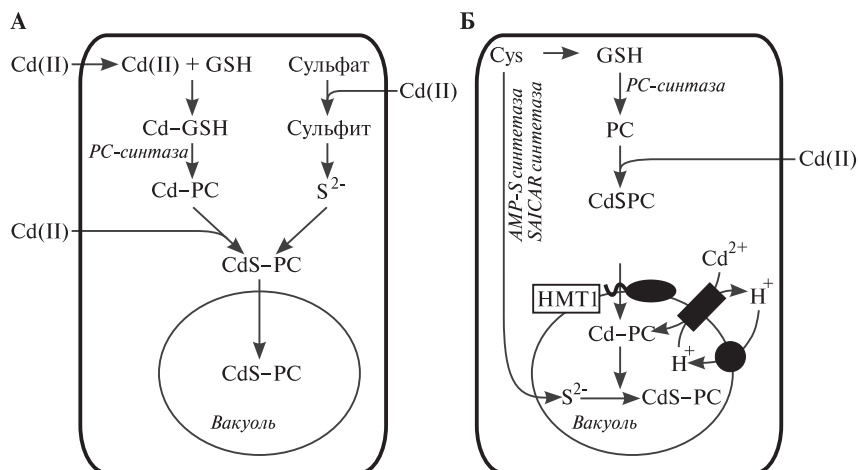 А
Cd(II)
Cd(II) + GSH
Сульфат
Cd(II)
Cd–GSH
Сульфит
PC-синтаза
Cd–PC
S2-
Cd(II)
CdS–PC
CdS–PC
Вакуоль
Б
Cys
GSH
PC-синтаза
PC
Cd(II)
AMP-S синтетаза
SAICAR синтетаза
CdSPC
Cd2+
HMT1
H+
Cd–PC
H+
S2-
CdS–PC
Вакуоль